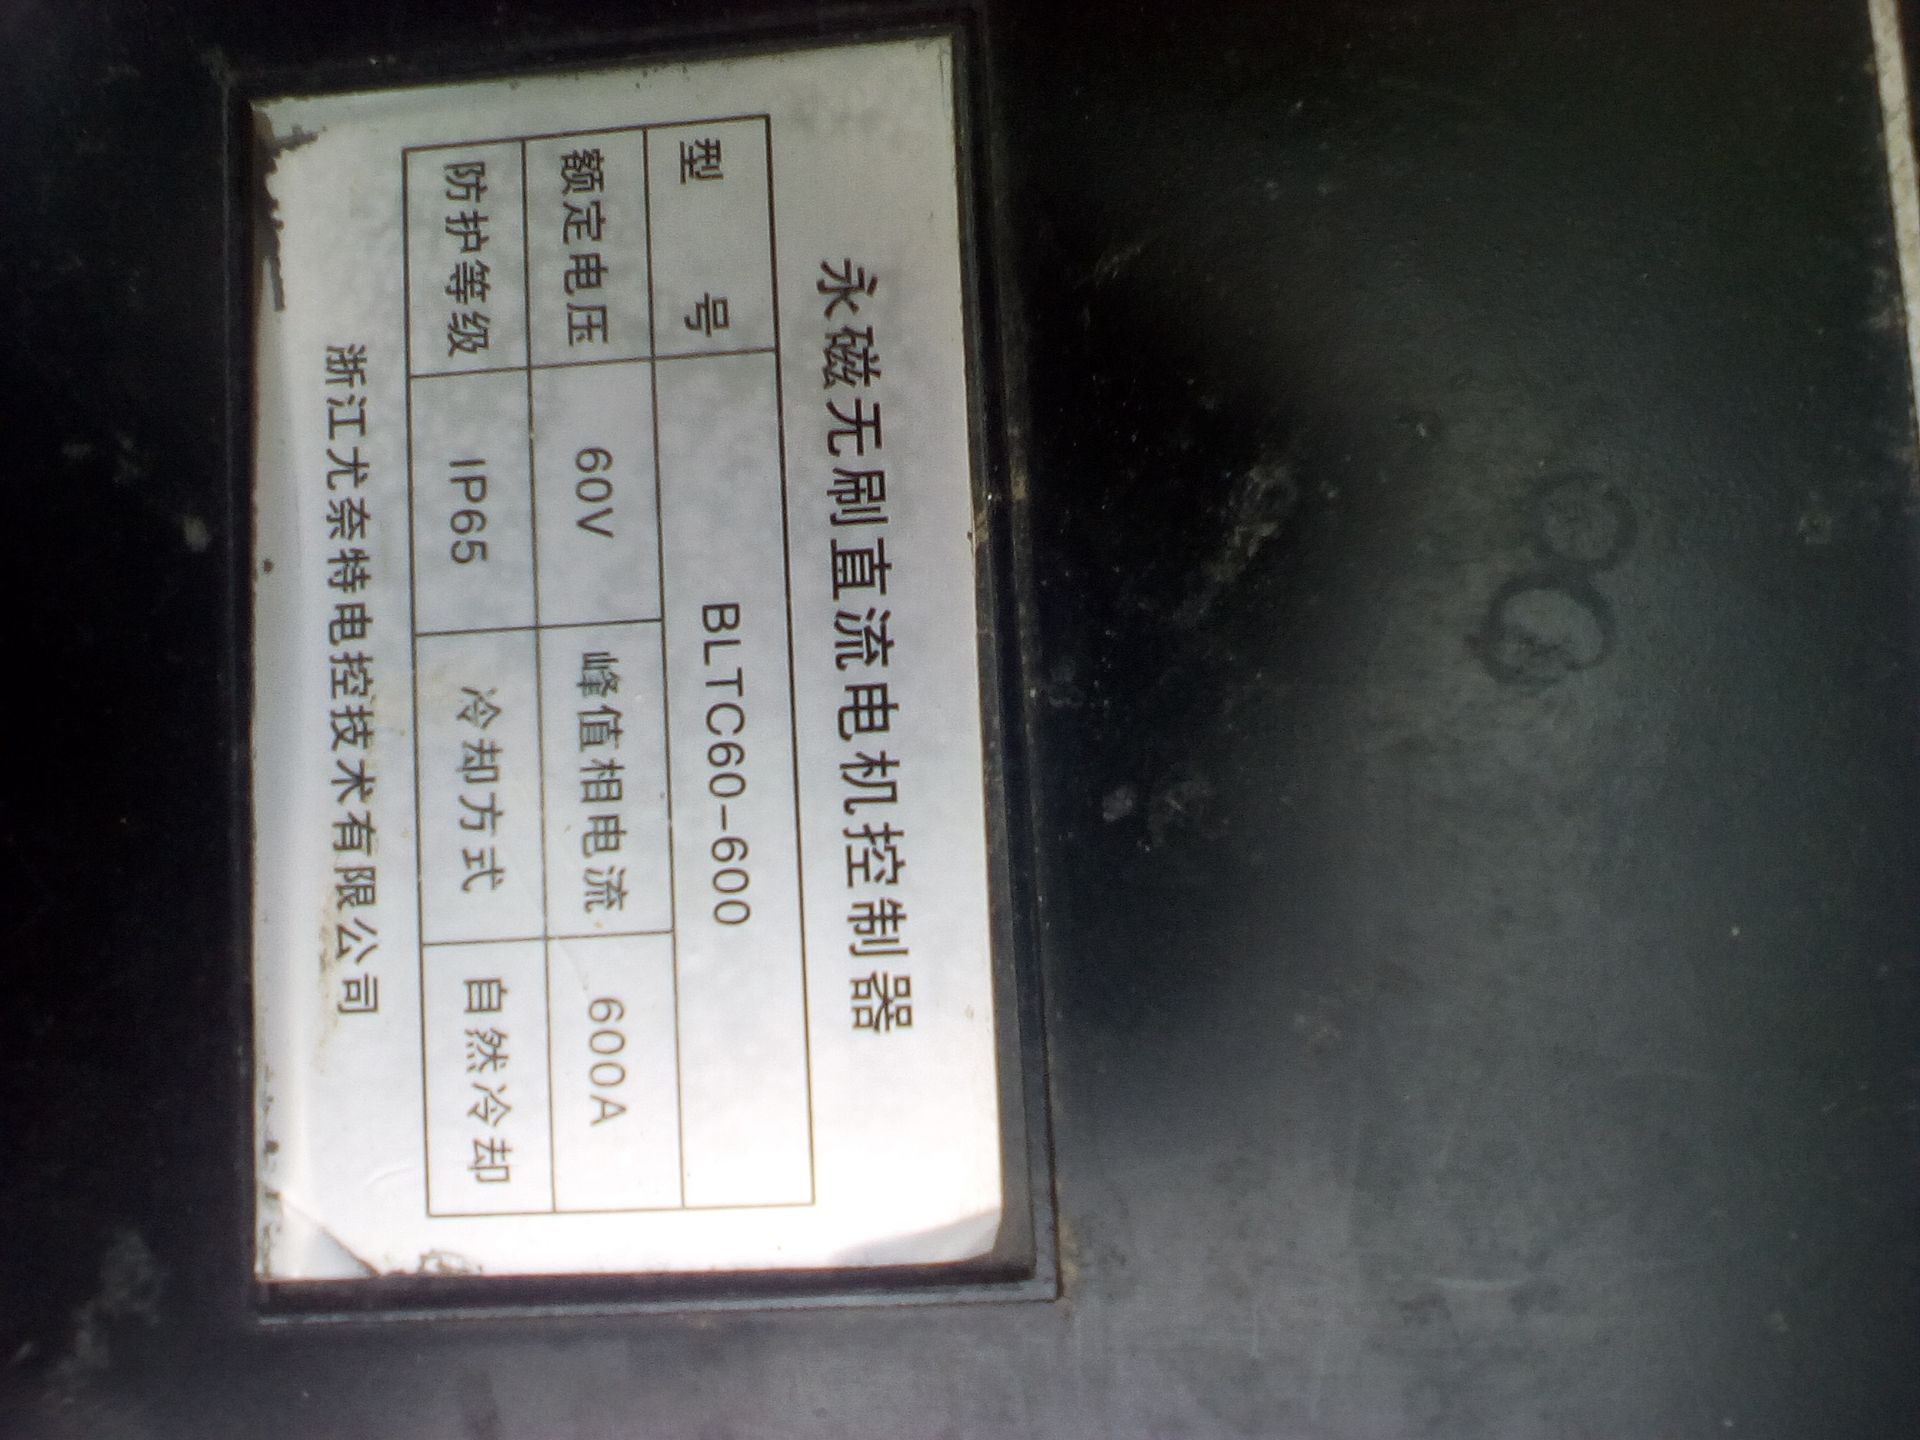 永磁无刷直流电机控制器
型 号 BLTC60-600
额定电压 60V 峰值相电流 600A
防护等级 IP65 冷却方式 自然冷却
浙江尤奈特电控技术有限公司